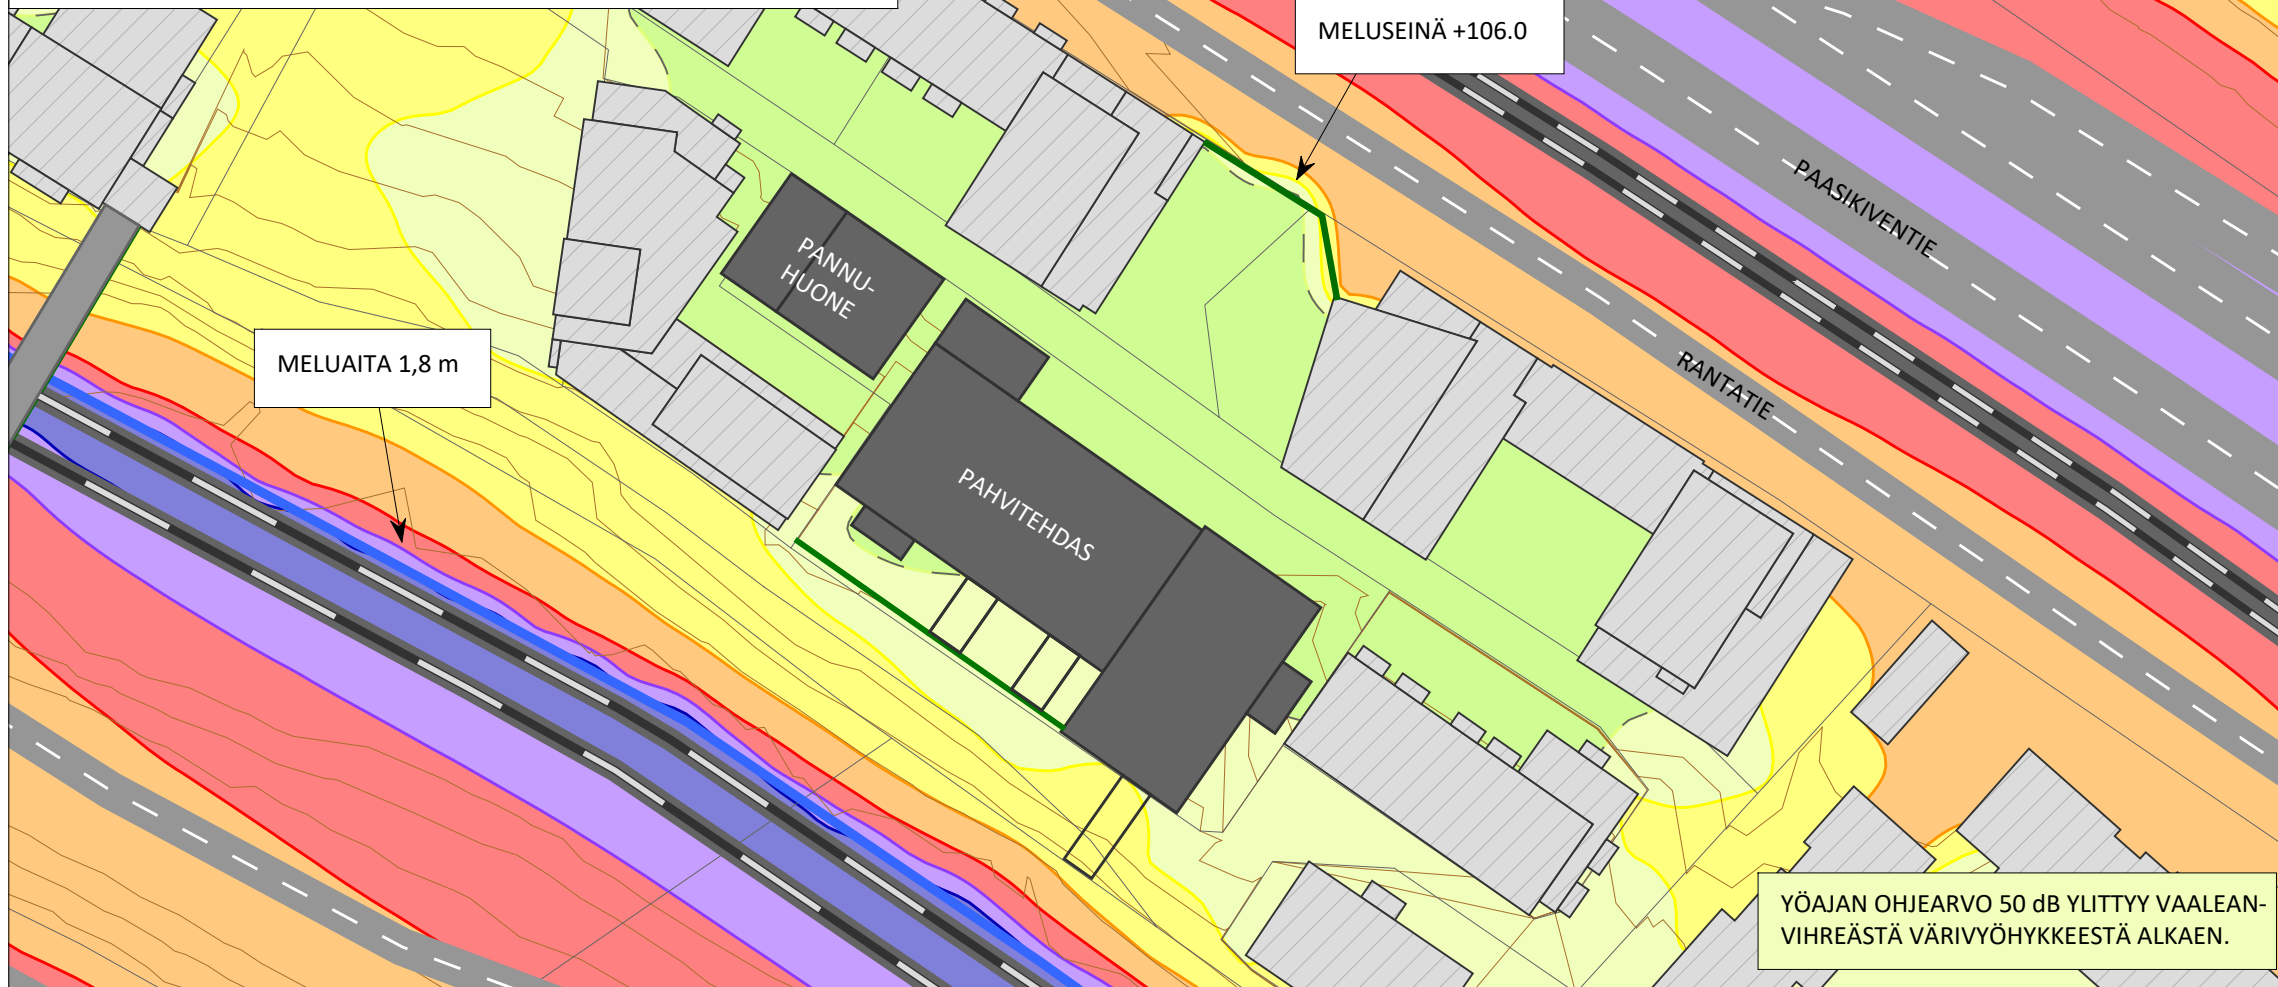 MELUSEINÄ +106.0
PAASIKIVENTIE
PANNU-
HUONE
MELUAITA 1,8 m
RANTATIE
PAHVITEHDAS
YÖAJAN OHJEARVO 50 dB YLITTYY VAALEAN-
VIHREÄSTÄ VÄRIVYÖHYKKEESTÄ ALKAEN.